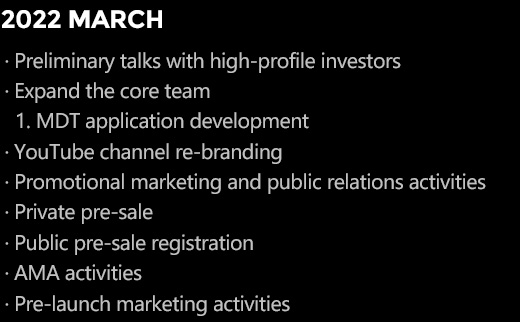 2022 MARCH
· Preliminary talks with high-profile investors
· Expand the core team
1. MDT application development
· YouTube channel re-branding
· Promotional marketing and public relations activities
· Private pre-sale
· Public pre-sale registration
· AMA activities
· Pre-launch marketing activities